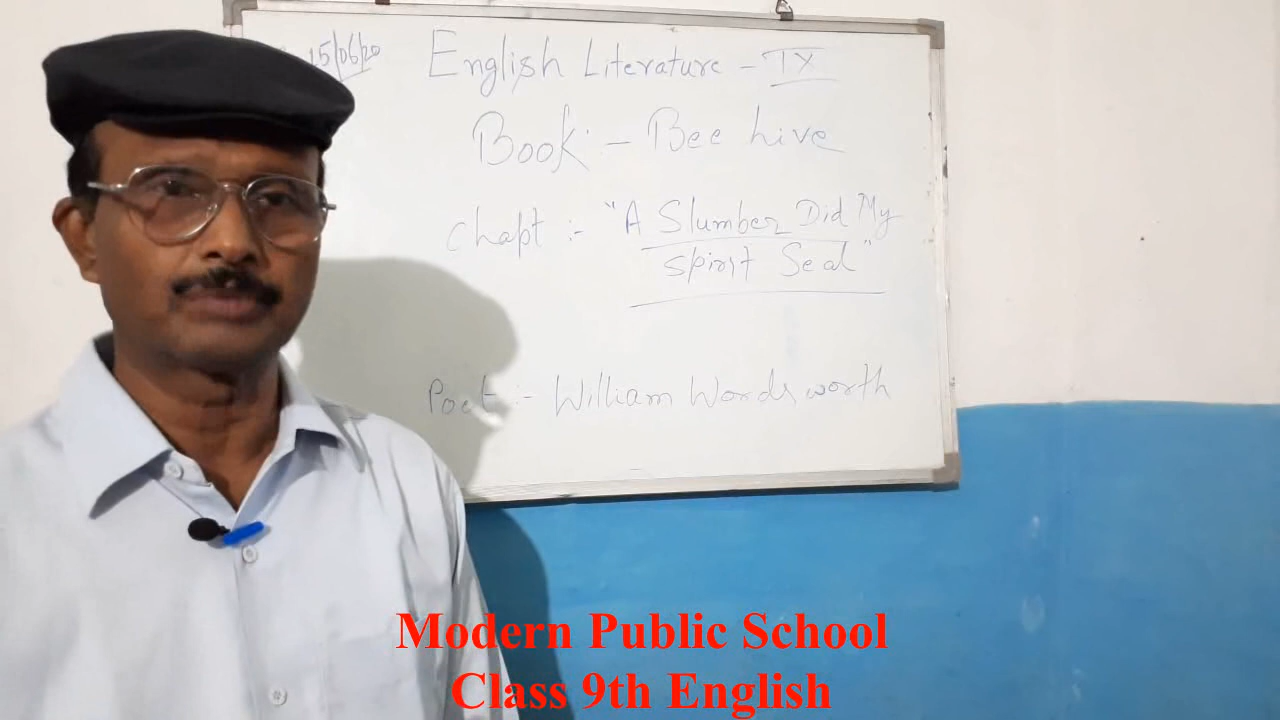 15/06/20
English Literature - IX
Book :- Bee hive
Chapt :- "A Slumber Did My
Spirit Seal"
Poet :- William Wordsworth
Modern Public School
Class 9th English